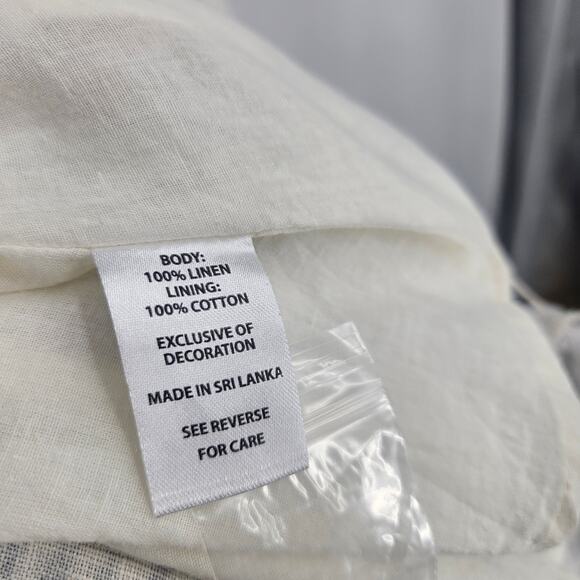 BODY:
100% LINEN
LINING:
100% COTTON
EXCLUSIVE OF
DECORATION
MADE IN SRI LANKA
SEE REVERSE
FOR CARE